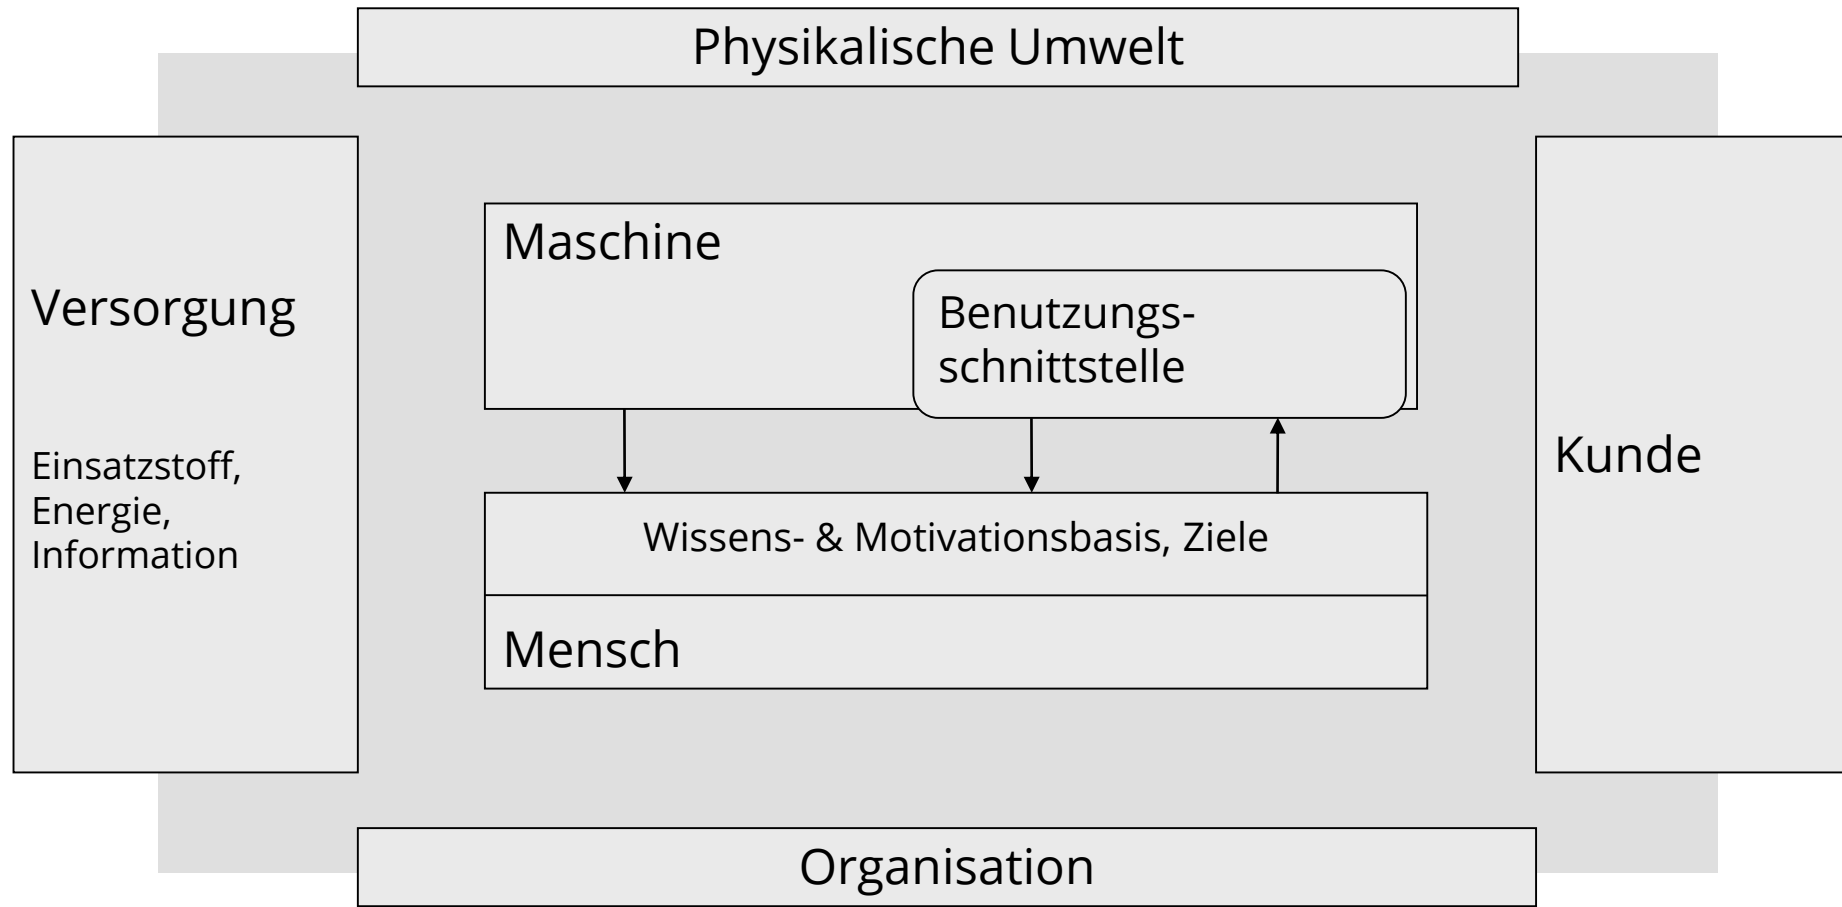 Physikalische Umwelt
Versorgung
Einsatzstoff,
Energie,
Information
Maschine
Benutzungs-
schnittstelle
Wissens- & Motivationsbasis, Ziele
Mensch
Kunde
Organisation